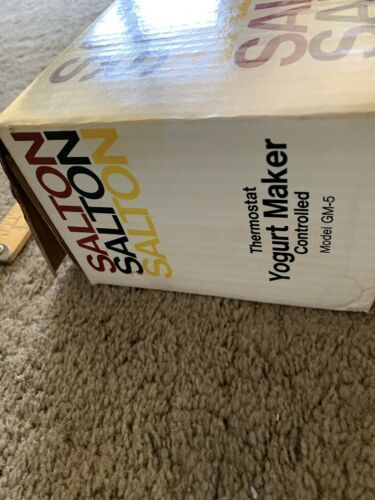 SALTON
SALTON
SALTON
Thermostat
Yogurt Maker
Controlled
Model GM-5